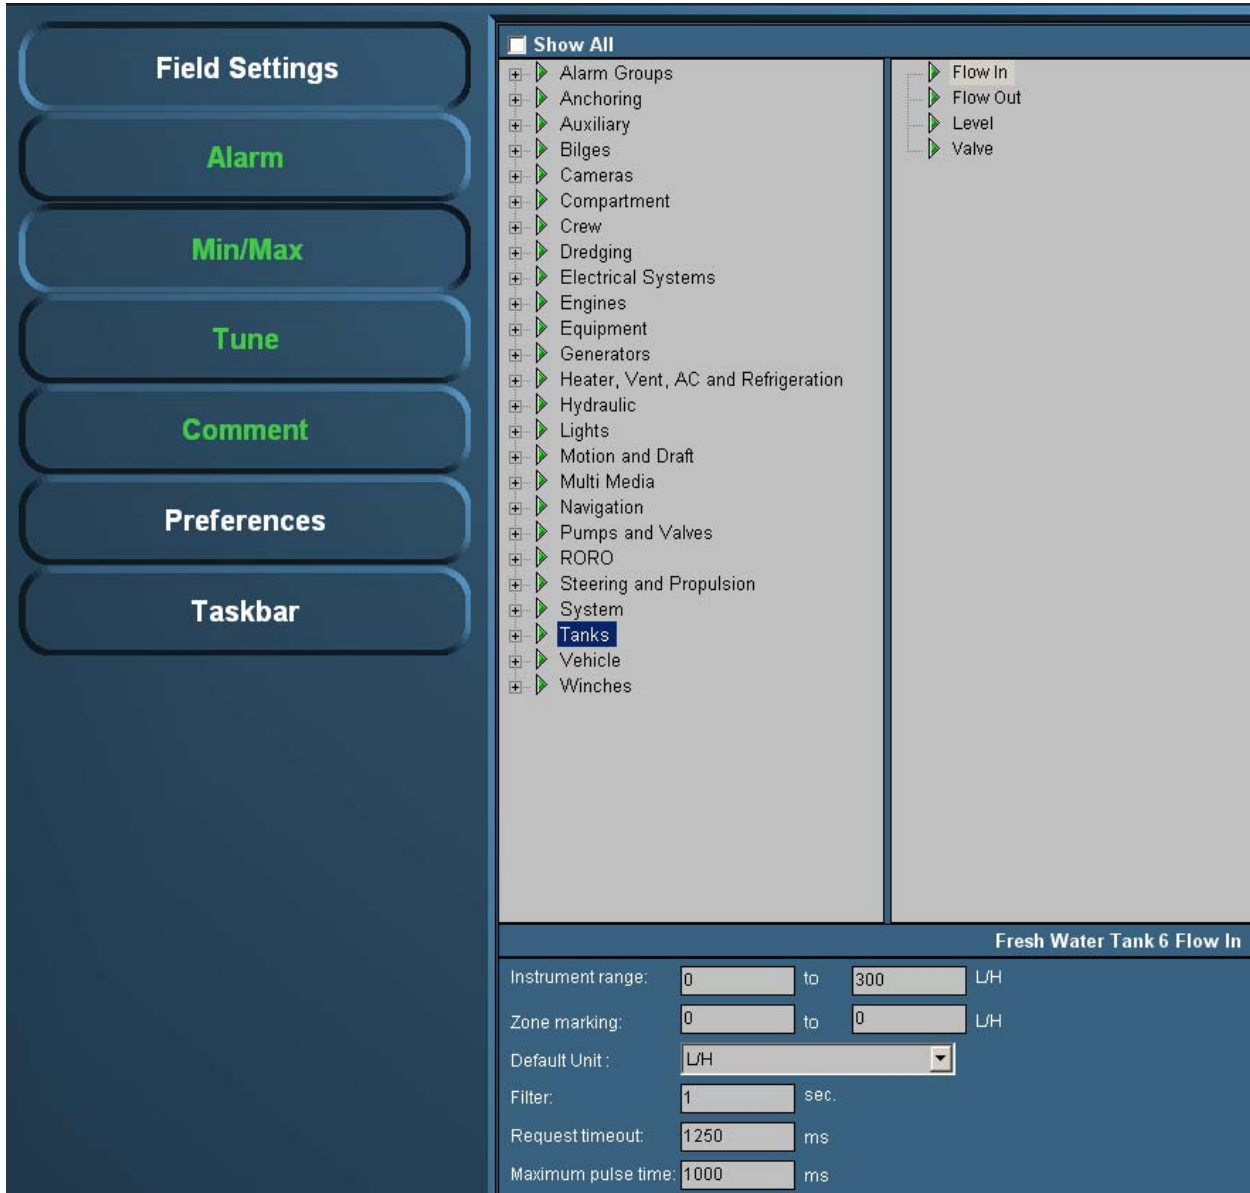 Field Settings
Alarm
Min/Max
Tune
Comment
Preferences
Taskbar
Show All
Alarm Groups
Anchoring
Auxiliary
Bilges
Cameras
Compartment
Crew
Dredging
Electrical Systems
Engines
Equipment
Generators
Heater, Vent, AC and Refrigeration
Hydraulic
Lights
Motion and Draft
Multi Media
Navigation
Pumps and Valves
RORO
Steering and Propulsion
System
Tanks
Vehicle
Winches
Flow In
Flow Out
Level
Valve
Fresh Water Tank 6 Flow In
Instrument range: 0 to 300 L/H
Zone marking: 0 to 0 L/H
Default Unit : L/H
Filter: 1 sec.
Request timeout: 1250 ms
Maximum pulse time: 1000 ms